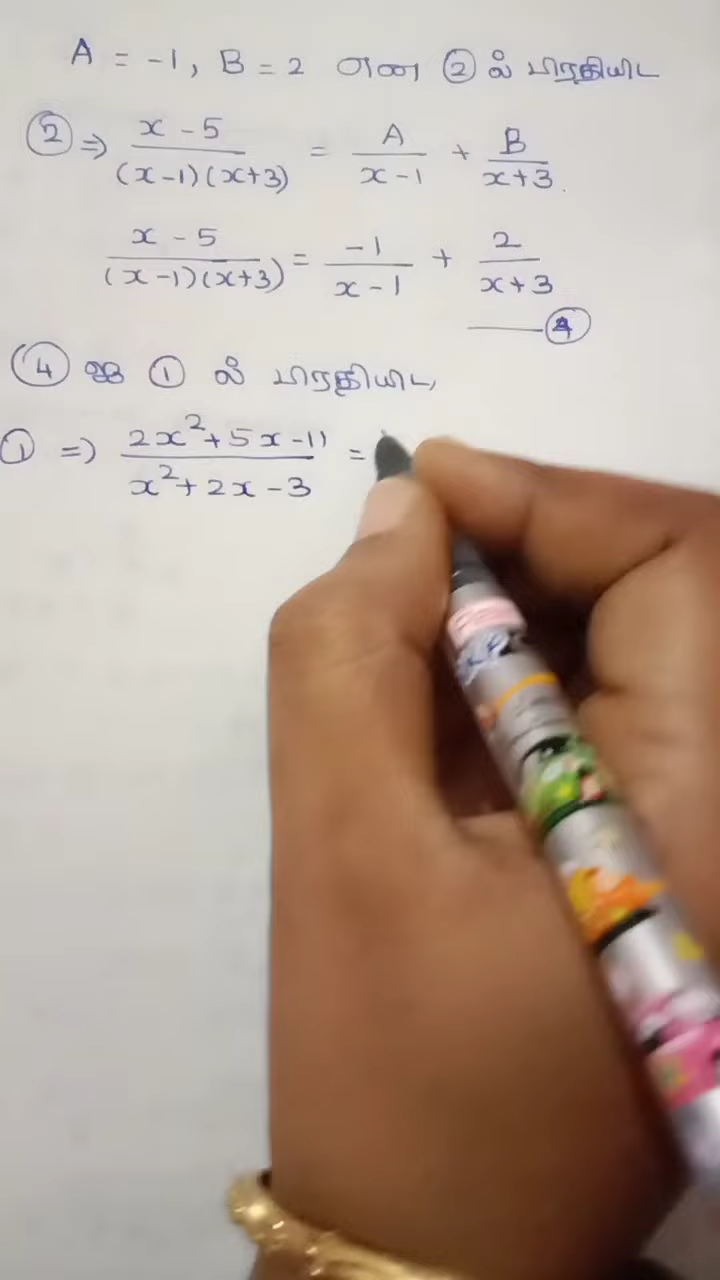 A = -1, B = 2 என ② ல் பிரதியிட
② ⇒ x - 5 / (x-1)(x+3) = A / x-1 + B / x+3.
x - 5 / (x-1)(x+3) = -1 / x-1 + 2 / x+3
—— ④
④ ஐ ① ல் பிரதியிட,
① ⇒ 2x²+5x-11 / x²+2x-3 =